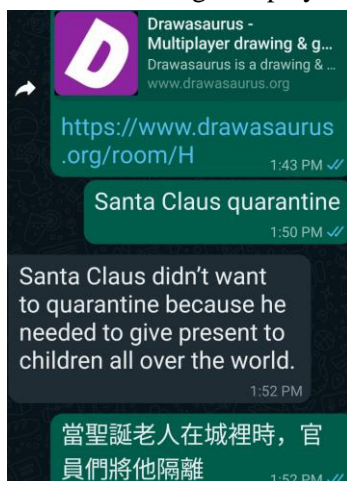 Drawasaurus -
Multiplayer drawing & g...
Drawasaurus is a drawing & ...
www.drawasaurus.org
https://www.drawasaurus
.org/room/H
1:43 PM
Santa Claus quarantine
1:50 PM
Santa Claus didn't want
to quarantine because he
needed to give present to
children all over the world.
1:52 PM
當聖誕老人在城裡時，官
員們將他隔離
1:52 PM